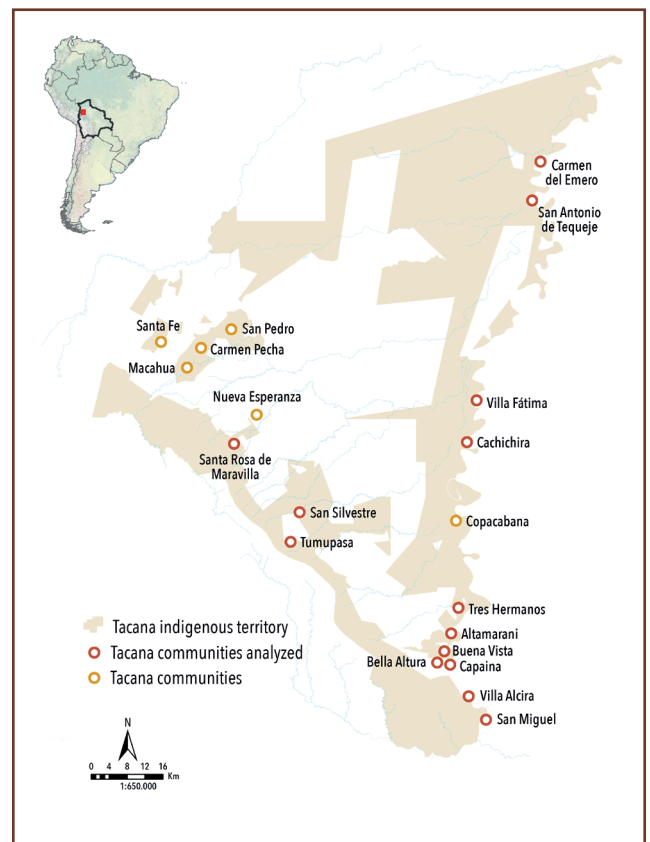 Carmen
del Emero
San Antonio
de Tequeje
Santa Fe
San Pedro
Carmen Pecha
Macahua
Nueva Esperanza
Villa Fátima
Santa Rosa de
Maravilla
Cachichira
San Silvestre
Copacabana
Tumupasa
Tres Hermanos
Tacana indigenous territory
Altamarani
Tacana communities analyzed
Buena Vista
Bella Altura
Capaina
Tacana communities
Villa Alcira
San Miguel
N
0 4 8 12 16
Km
1:650.000